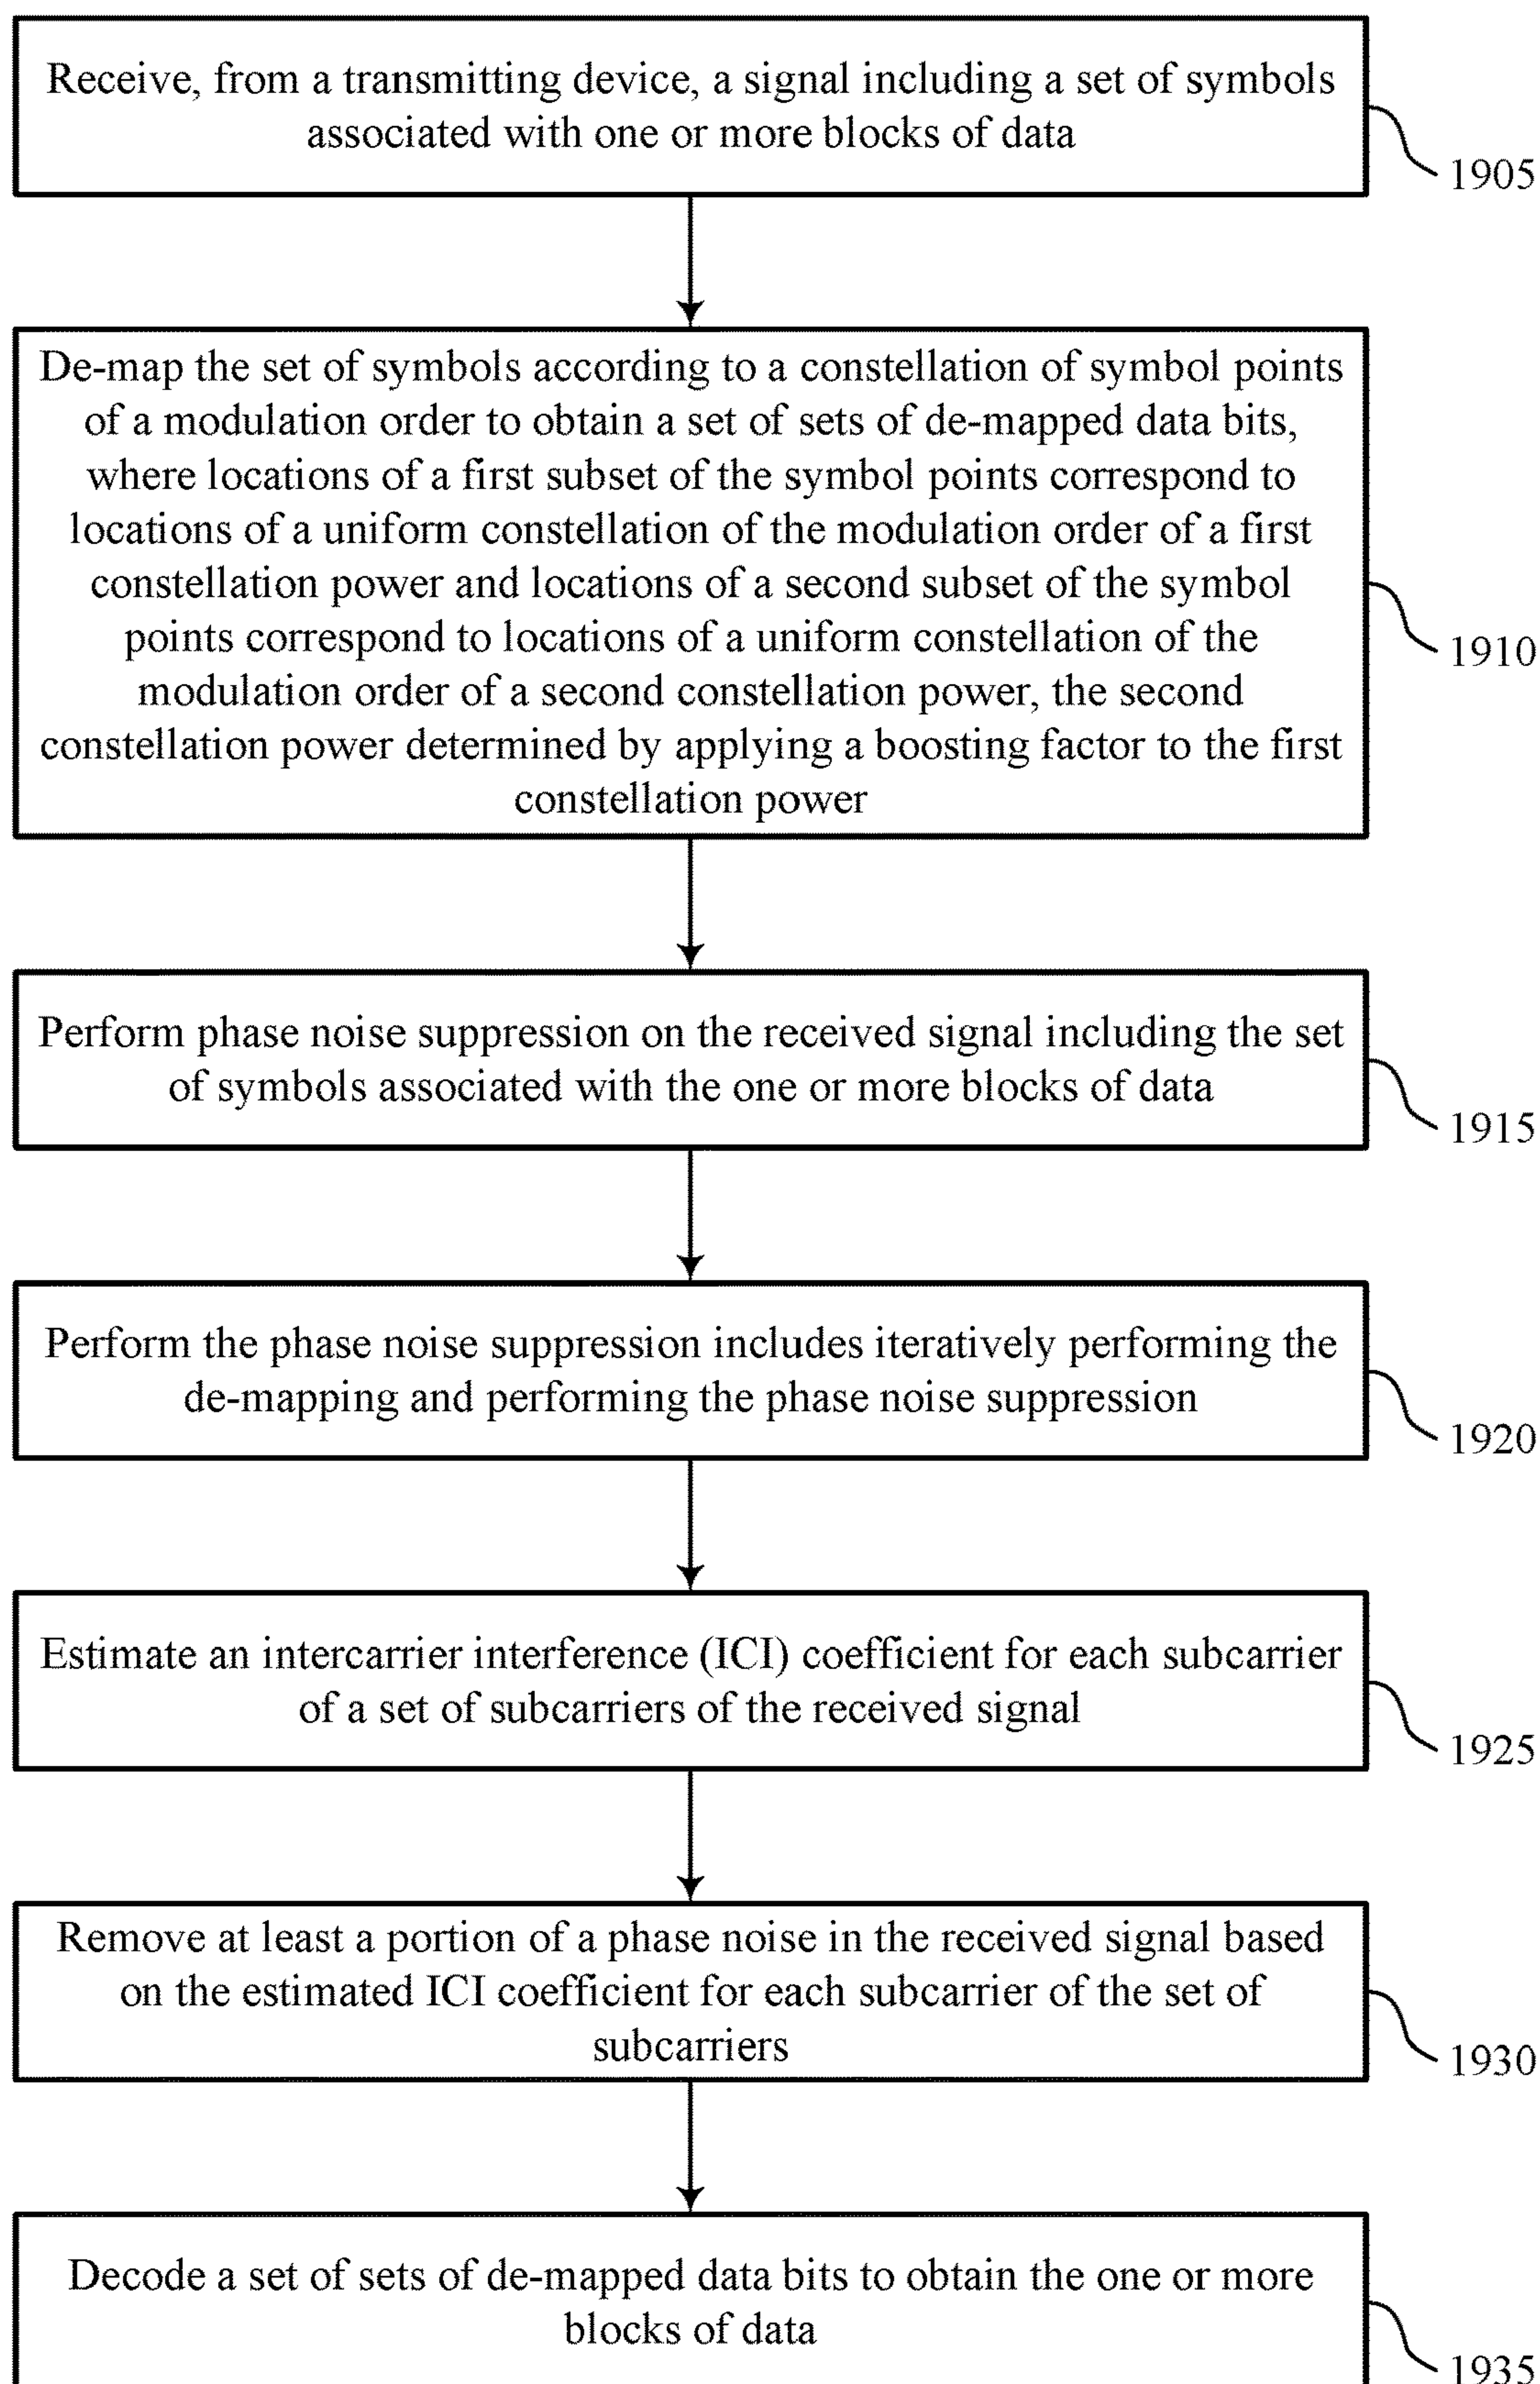 Receive, from a transmitting device, a signal including a set of symbols
associated with one or more blocks of data
1905
De-map the set of symbols according to a constellation of symbol points
of a modulation order to obtain a set of sets of de-mapped data bits,
where locations of a first subset of the symbol points correspond to
locations of a uniform constellation of the modulation order of a first
constellation power and locations of a second subset of the symbol
points correspond to locations of a uniform constellation of the
modulation order of a second constellation power, the second
constellation power determined by applying a boosting factor to the first
constellation power
1910
Perform phase noise suppression on the received signal including the set
of symbols associated with the one or more blocks of data
1915
Perform the phase noise suppression includes iteratively performing the
de-mapping and performing the phase noise suppression
1920
Estimate an intercarrier interference (ICI) coefficient for each subcarrier
of a set of subcarriers of the received signal
1925
Remove at least a portion of a phase noise in the received signal based
on the estimated ICI coefficient for each subcarrier of the set of
subcarriers
1930
Decode a set of sets of de-mapped data bits to obtain the one or more
blocks of data
1935